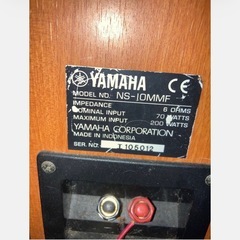 YAMAHA CE
MODEL NO. NS-10MMF
IMPEDANCE 6 OHMS
NOMINAL INPUT 70 WATTS
MAXIMUM INPUT 200 WATTS
YAMAHA CORPORATION
MADE IN INDONESIA
SER. NO. I 105012